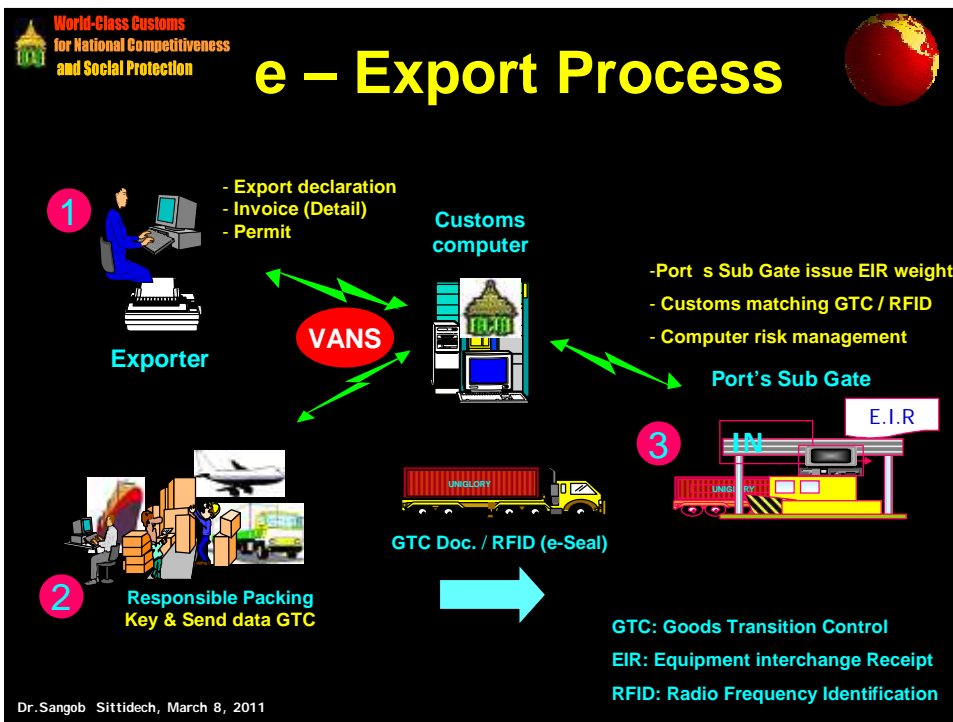 World-Class Customs
for National Competitiveness
and Social Protection
e – Export Process
1
- Export declaration
- Invoice (Detail)
- Permit
Customs
computer
-Port s Sub Gate issue EIR weight
- Customs matching GTC / RFID
- Computer risk management
VANS
Exporter
Port's Sub Gate
E.I.R
3
IN
UNIGLORY
UNIGLORY
GTC Doc. / RFID (e-Seal)
2
Responsible Packing
Key & Send data GTC
GTC: Goods Transition Control
EIR: Equipment interchange Receipt
RFID: Radio Frequency Identification
Dr.Sangob Sittidech, March 8, 2011